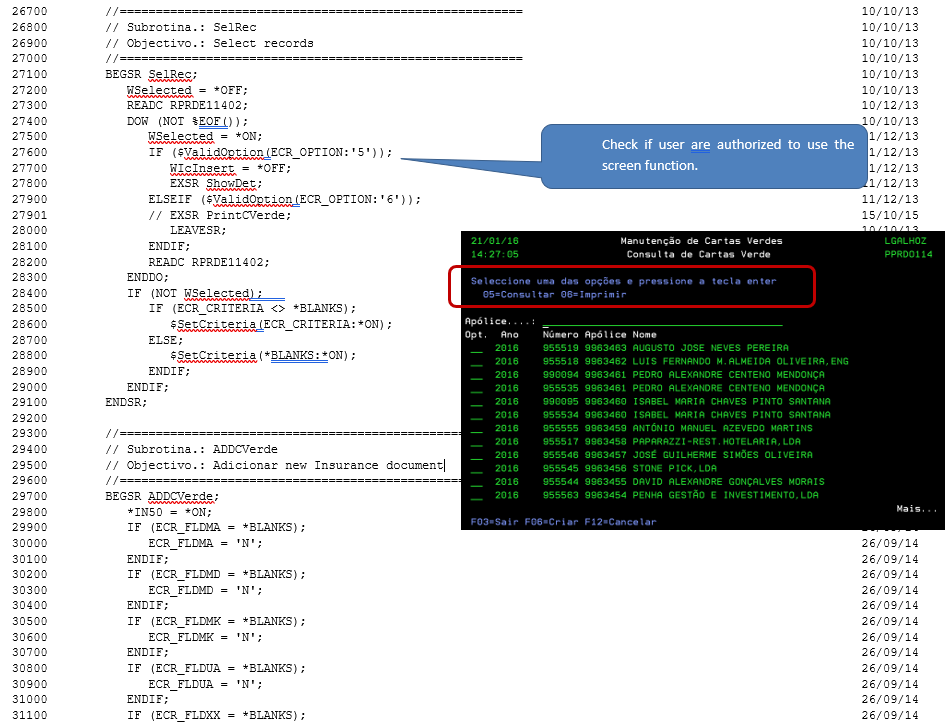 26700 //======================================================== 10/10/13
26800 // Subrotina.: SelRec 10/10/13
26900 // Objectivo.: Select records 10/10/13
27000 //======================================================== 10/10/13
27100 BEGSR SelRec; 10/10/13
27200 WSelected = *OFF; 10/10/13
27300 READC RPRDE11402; 10/12/13
27400 DOW (NOT %EOF()); 10/10/13
27500 WSelected = *ON; 11/12/13
27600 IF ($ValidOption(ECR_OPTION:'5')); 11/12/13
27700 WIcInsert = *OFF; 11/12/13
27800 EXSR ShowDet; 11/12/13
27900 ELSEIF ($ValidOption(ECR_OPTION:'6')); 11/12/13
27901 // EXSR PrintCVerde; 15/10/15
28000 LEAVESR; 10/10/13
28100 ENDIF;
28200 READC RPRDE11402;
28300 ENDDO;
28400 IF (NOT WSelected);
28500 IF (ECR_CRITERIA <> *BLANKS);
28600 $SetCriteria(ECR_CRITERIA:*ON);
28700 ELSE;
28800 $SetCriteria(*BLANKS:*ON);
28900 ENDIF;
29000 ENDIF;
29100 ENDSR;
29200
29300 //================================================
29400 // Subrotina.: ADDCVerde
29500 // Objectivo.: Adicionar new Insurance document
29600 //================================================
29700 BEGSR ADDCVerde;
29800 *IN50 = *ON;
29900 IF (ECR_FLDMA = *BLANKS); 26/09/14
30000 ECR_FLDMA = 'N'; 26/09/14
30100 ENDIF; 26/09/14
30200 IF (ECR_FLDMD = *BLANKS); 26/09/14
30300 ECR_FLDMD = 'N'; 26/09/14
30400 ENDIF; 26/09/14
30500 IF (ECR_FLDMK = *BLANKS); 26/09/14
30600 ECR_FLDMK = 'N'; 26/09/14
30700 ENDIF; 26/09/14
30800 IF (ECR_FLDUA = *BLANKS); 26/09/14
30900 ECR_FLDUA = 'N'; 26/09/14
31000 ENDIF; 26/09/14
31100 IF (ECR_FLDXX = *BLANKS); 26/09/14
Check if user are authorized to use the
screen function.
21/01/16 Manutenção de Cartas Verdes LGALHOZ
14:27:05 Consulta de Cartas Verde PPRD0114
Seleccione uma das opções e pressione a tecla enter
05=Consultar 06=Imprimir
Apólice....: _
Opt. Ano Número Apólice Nome
__ 2016 955519 9963463 AUGUSTO JOSE NEVES PEREIRA
__ 2016 955518 9963462 LUIS FERNANDO M.ALMEIDA OLIVEIRA,ENG
__ 2016 990094 9963461 PEDRO ALEXANDRE CENTENO MENDONÇA
__ 2016 955535 9963461 PEDRO ALEXANDRE CENTENO MENDONÇA
__ 2016 990095 9963460 ISABEL MARIA CHAVES PINTO SANTANA
__ 2016 955534 9963460 ISABEL MARIA CHAVES PINTO SANTANA
__ 2016 955555 9963459 ANTÓNIO MANUEL AZEVEDO MARTINS
__ 2016 955517 9963458 PAPARAZZI-REST.HOTELARIA,LDA
__ 2016 955546 9963457 JOSÉ GUILHERME SIMÕES OLIVEIRA
__ 2016 955545 9963456 STONE PICK,LDA
__ 2016 955544 9963455 DAVID ALEXANDRE GONÇALVES MORAIS
__ 2016 955563 9963454 PENHA GESTÃO E INVESTIMENTO,LDA
Mais...
F03=Sair F06=Criar F12=Cancelar